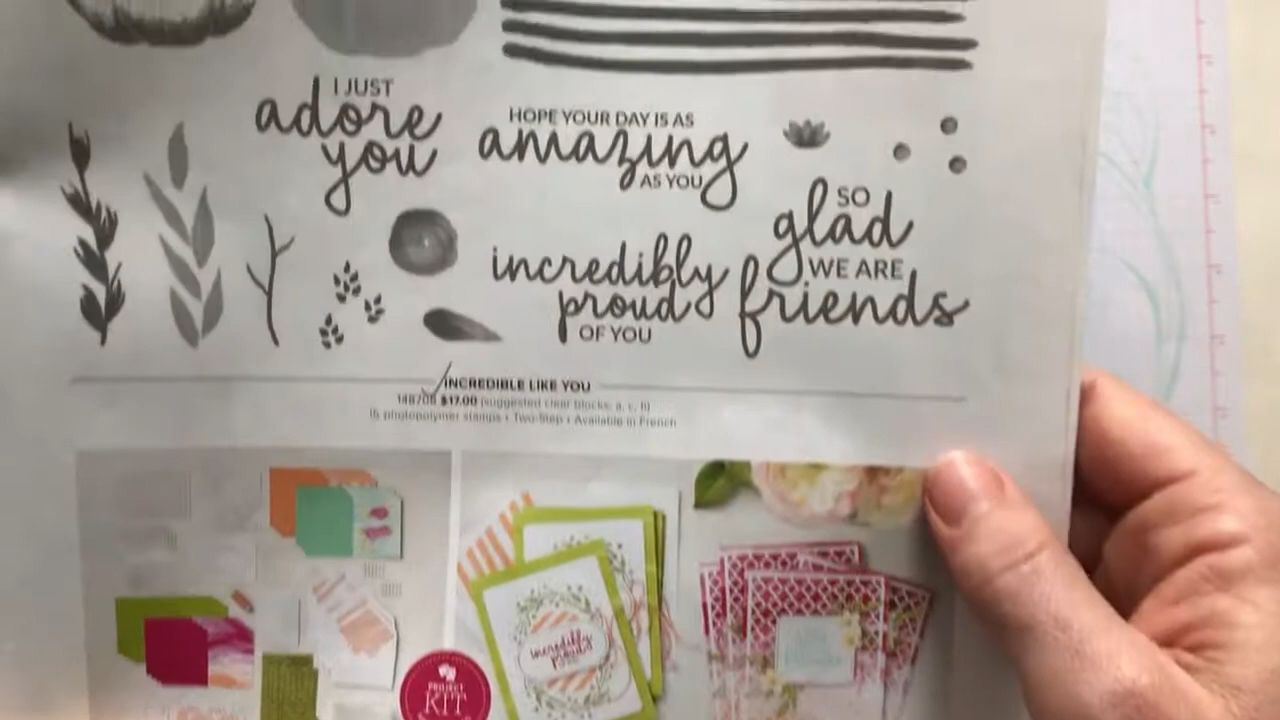 I JUST
adore
you
HOPE YOUR DAY IS AS
amazing
AS YOU
SO
glad
WE ARE
friends
incredibly
proud
OF YOU
INCREDIBLE LIKE YOU
$17.00 (suggested clear blocks: a, c, h)
photopolymer stamps • Two-Step • Available in French
incredibly
proud
PROJECT
KIT